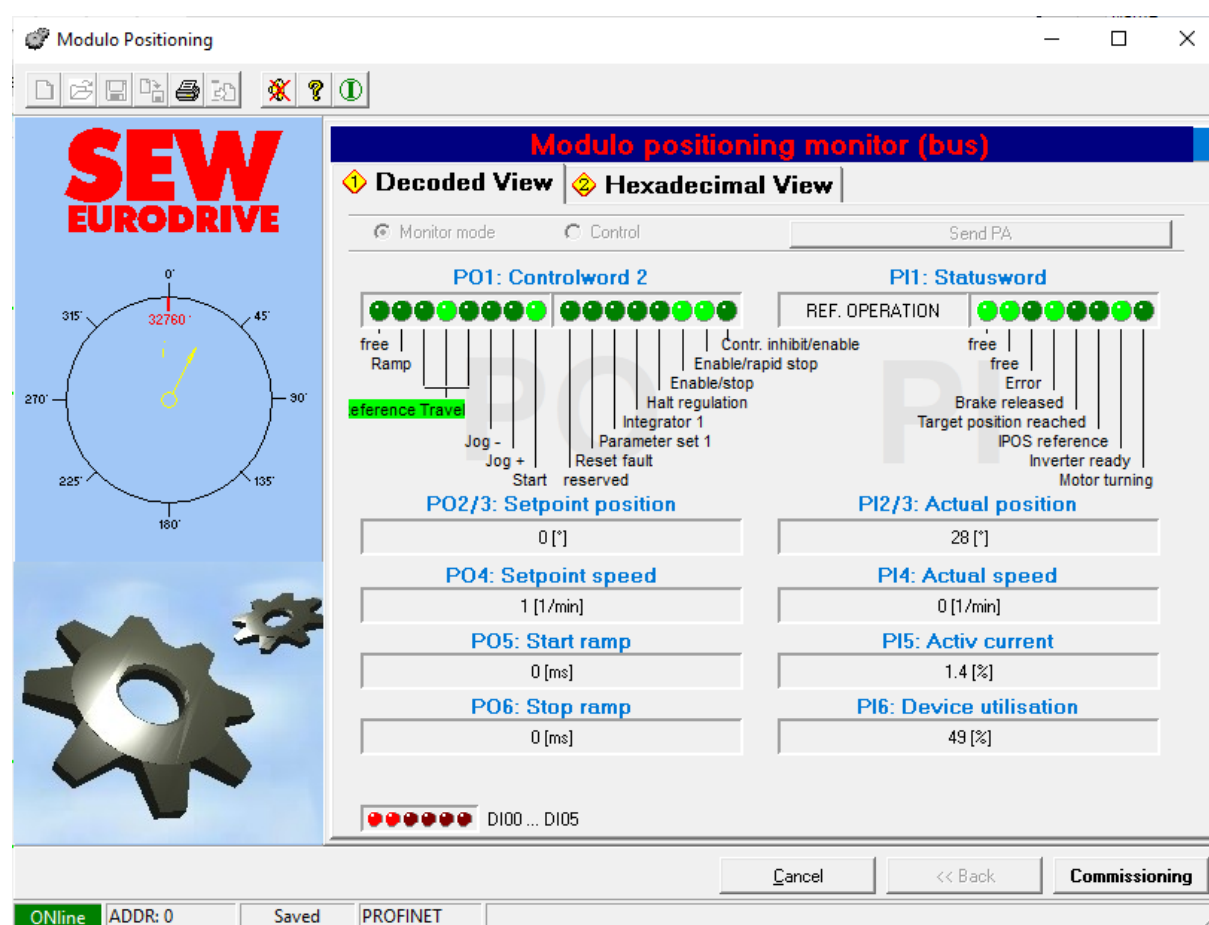 Modulo Positioning
SEW
EURODRIVE
Modulo positioning monitor (bus)
1 Decoded View
2 Hexadecimal View
Monitor mode
Control
Send PA
PO1: Controlword 2
PI1: Statusword
REF. OPERATION
PO
PI
free
Ramp
eference Travel
Jog -
Jog +
Start
reserved
Reset fault
Parameter set 1
Integrator 1
Halt regulation
Enable/stop
Enable/rapid stop
Contr. inhibit/enable
free
free
Error
Brake released
Target position reached
IPOS reference
Inverter ready
Motor turning
0°
45°
90°
135°
180°
225°
270°
315°
32760 °
PO2/3: Setpoint position
0 [°]
PI2/3: Actual position
28 [°]
PO4: Setpoint speed
1 [1/min]
PI4: Actual speed
0 [1/min]
PO5: Start ramp
0 [ms]
PI5: Activ current
1.4 [%]
PO6: Stop ramp
0 [ms]
PI6: Device utilisation
49 [%]
DI00 ... DI05
Cancel
<< Back
Commissioning
ONline
ADDR: 0
Saved
PROFINET